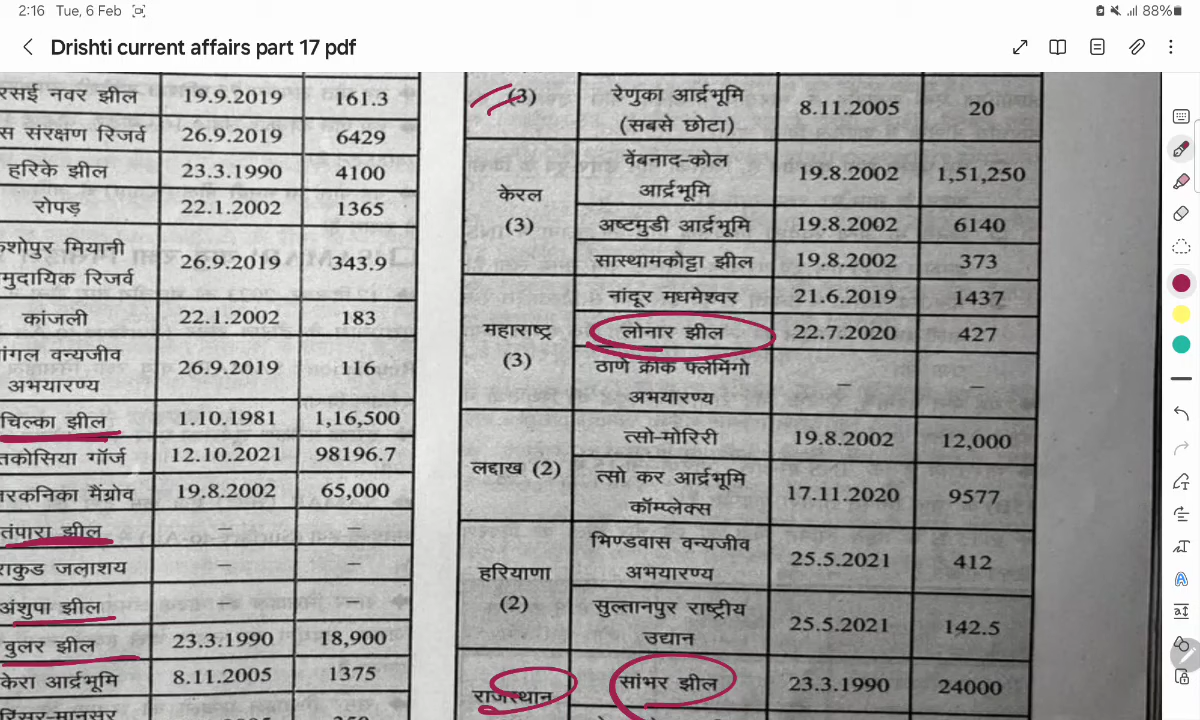 2:16 Tue, 6 Feb
88%
Drishti current affairs part 17 pdf
रसई नवर झील 19.9.2019 161.3
स संरक्षण रिजर्व 26.9.2019 6429
हरिके झील 23.3.1990 4100
रोपड़ 22.1.2002 1365
केशोपुर मियानी
मुदायिक रिजर्व 26.9.2019 343.9
कांजली 22.1.2002 183
ांगल वन्यजीव
अभयारण्य 26.9.2019 116
चिल्का झील 1.10.1981 1,16,500
तकोसिया गॉर्ज 12.10.2021 98196.7
तरकनिका मैंग्रोव 19.8.2002 65,000
तंपारा झील – –
राकुड जलाशय – –
अंशुपा झील – –
वुलर झील 23.3.1990 18,900
केरा आर्द्रभूमि 8.11.2005 1375
(3) रेणुका आर्द्रभूमि
(सबसे छोटा) 8.11.2005 20
केरल
(3)
वेंबनाद-कोल
आर्द्रभूमि 19.8.2002 1,51,250
अष्टमुडी आर्द्रभूमि 19.8.2002 6140
सास्थामकोट्टा झील 19.8.2002 373
महाराष्ट्र
(3)
नांदूर मधमेश्वर 21.6.2019 1437
लोनार झील 22.7.2020 427
ठाणे क्रीक फ्लेमिंगो
अभयारण्य – –
लद्दाख (2)
त्सो-मोरिरी 19.8.2002 12,000
त्सो कर आर्द्रभूमि
कॉम्प्लेक्स 17.11.2020 9577
हरियाणा
(2)
भिण्डवास वन्यजीव
अभयारण्य 25.5.2021 412
सुल्तानपुर राष्ट्रीय
उद्यान 25.5.2021 142.5
राजस्थान
सांभर झील 23.3.1990 24000